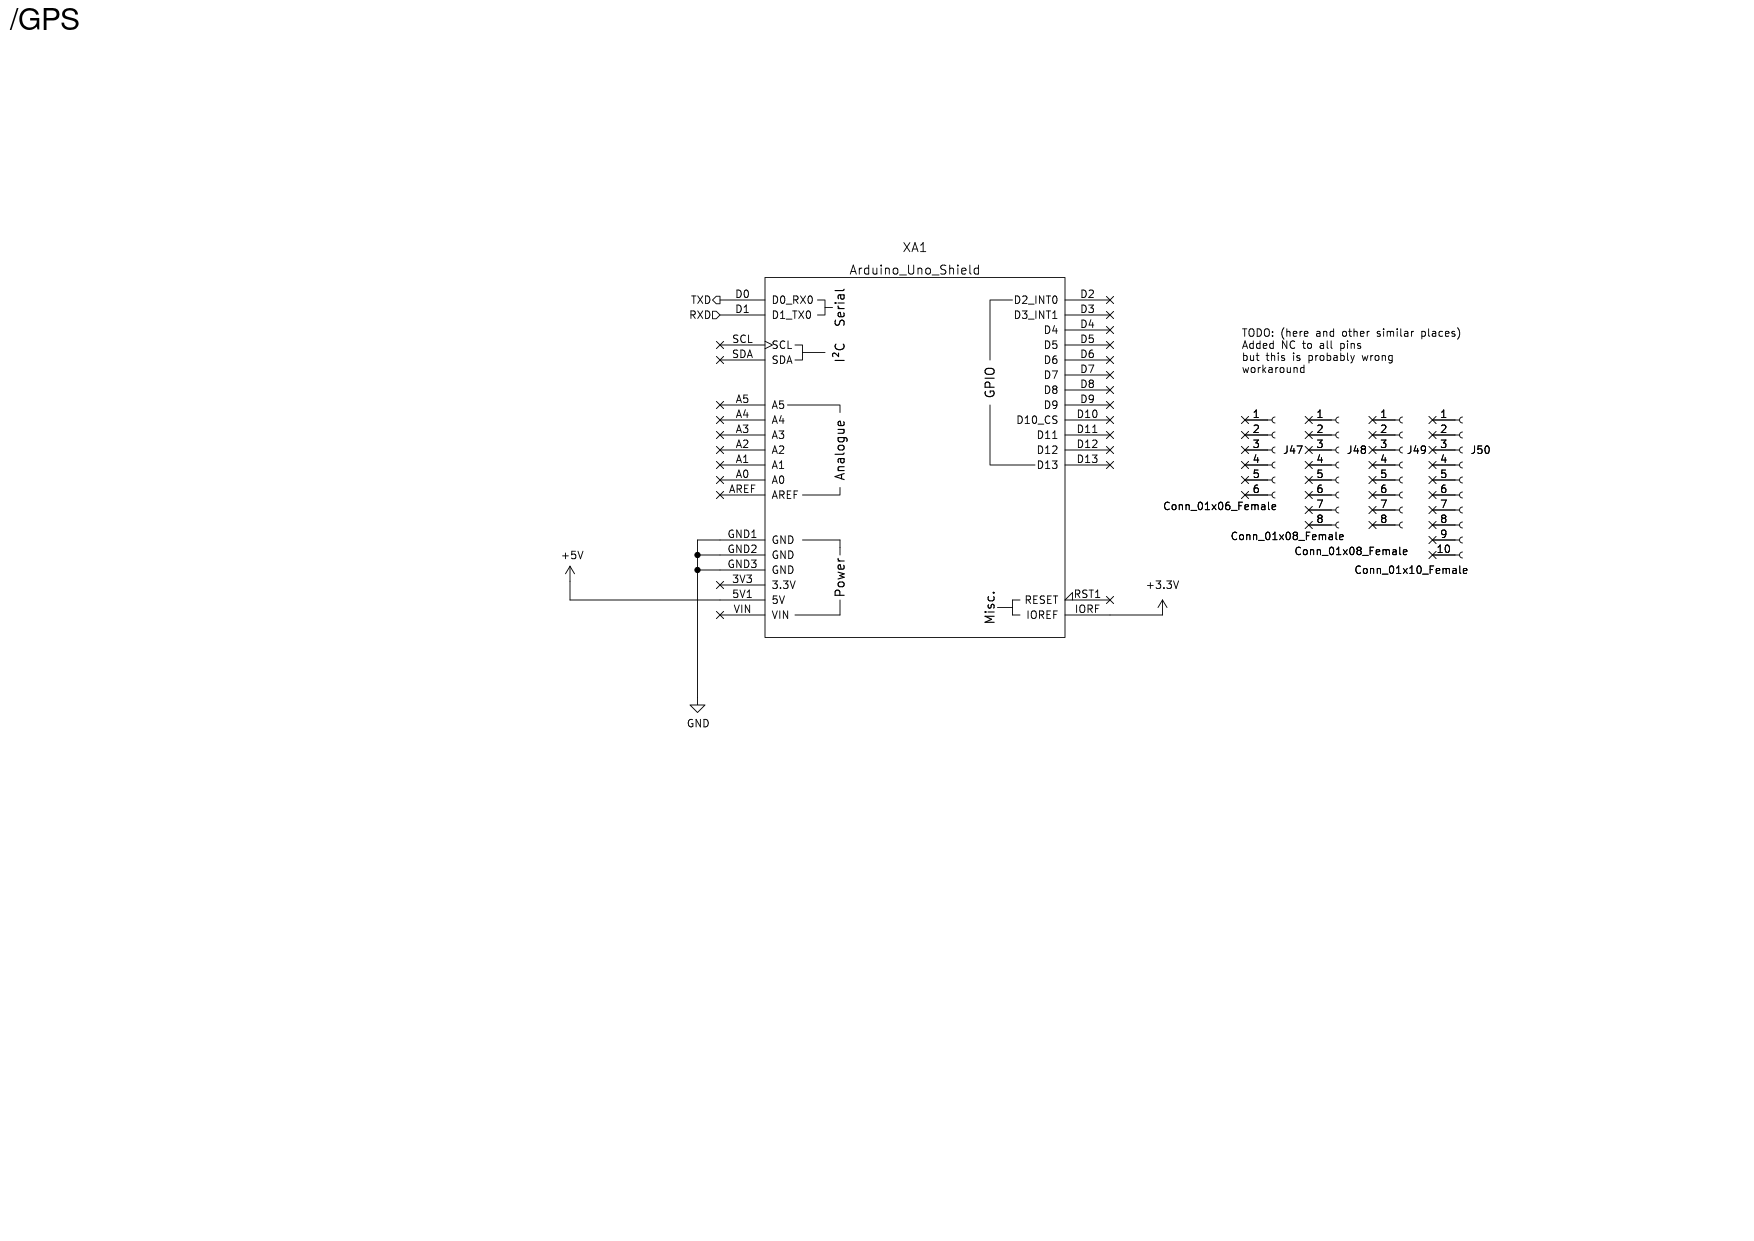 /GPS
XA1
Arduino_Uno_Shield
TXD D0 D0_RX0
RXD D1 D1_TX0
Serial
SCL SCL
SDA SDA
I²C
A5 A5
A4 A4
A3 A3
A2 A2
A1 A1
A0 A0
AREF AREF
Analogue
GND1 GND
GND2 GND
GND3 GND
3V3 3.3V
5V1 5V
VIN VIN
Power
+5V
GND
GPIO
D2_INT0 D2
D3_INT1 D3
D4 D4
D5 D5
D6 D6
D7 D7
D8 D8
D9 D9
D10_CS D10
D11 D11
D12 D12
D13 D13
Misc.
RESET RST1
IOREF IORF
+3.3V
TODO: (here and other similar places)
Added NC to all pins
but this is probably wrong
workaround
1 1 1 1
2 2 2 2
3 J47 3 J48 3 J49 3 J50
4 4 4 4
5 5 5 5
6 6 6 6
Conn_01x06_Female 7 7 7
8 8 8
Conn_01x08_Female 9
Conn_01x08_Female 10
Conn_01x10_Female